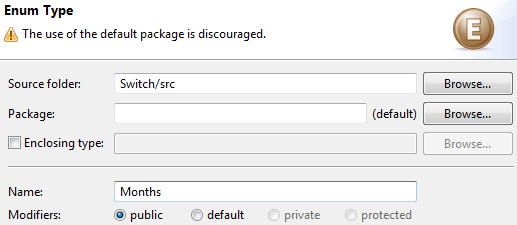 Enum Type
The use of the default package is discouraged.
E
Source folder: Switch/src Browse...
Package: (default) Browse...
Enclosing type: Browse...
Name: Months
Modifiers: public default private protected